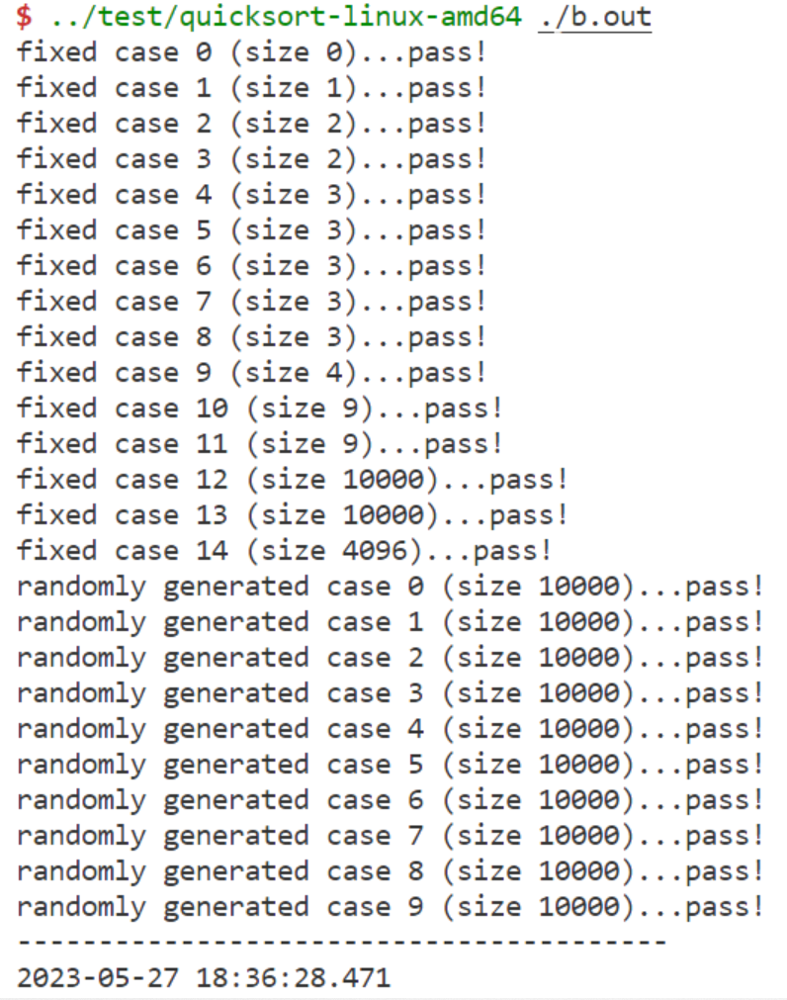 $ ../test/quicksort-linux-amd64 ./b.out
fixed case 0 (size 0)...pass!
fixed case 1 (size 1)...pass!
fixed case 2 (size 2)...pass!
fixed case 3 (size 2)...pass!
fixed case 4 (size 3)...pass!
fixed case 5 (size 3)...pass!
fixed case 6 (size 3)...pass!
fixed case 7 (size 3)...pass!
fixed case 8 (size 3)...pass!
fixed case 9 (size 4)...pass!
fixed case 10 (size 9)...pass!
fixed case 11 (size 9)...pass!
fixed case 12 (size 10000)...pass!
fixed case 13 (size 10000)...pass!
fixed case 14 (size 4096)...pass!
randomly generated case 0 (size 10000)...pass!
randomly generated case 1 (size 10000)...pass!
randomly generated case 2 (size 10000)...pass!
randomly generated case 3 (size 10000)...pass!
randomly generated case 4 (size 10000)...pass!
randomly generated case 5 (size 10000)...pass!
randomly generated case 6 (size 10000)...pass!
randomly generated case 7 (size 10000)...pass!
randomly generated case 8 (size 10000)...pass!
randomly generated case 9 (size 10000)...pass!
----------------------------------------
2023-05-27 18:36:28.471